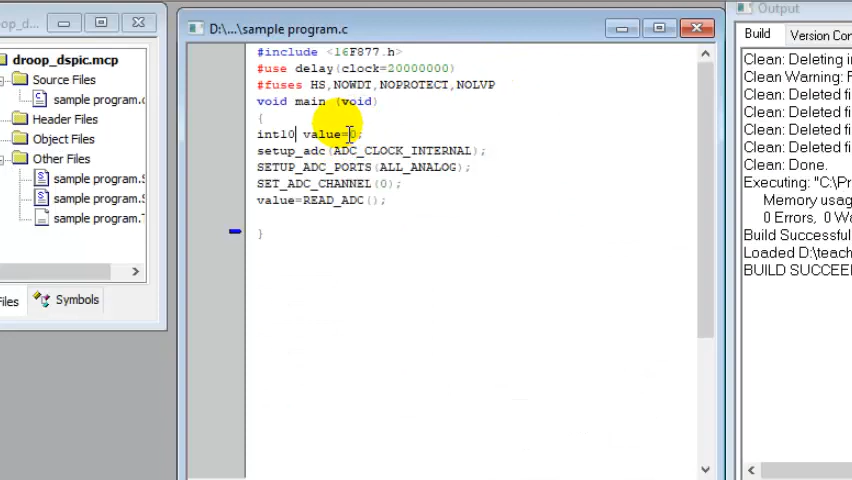 o_d...
droop_dspic.mcp
Source Files
sample program.c
Header Files
Object Files
Other Files
sample program.
sample program.
sample program.
Files
Symbols
D:\...\sample program.c
#include <16F877.h>
#use delay(clock=20000000)
#fuses HS,NOWDT,NOPROTECT,NOLVP
void main (void)
{
int10 value=0;
setup_adc(ADC_CLOCK_INTERNAL);
SETUP_ADC_PORTS(ALL_ANALOG);
SET_ADC_CHANNEL(0);
value=READ_ADC();
}
Output
Build
Version Con
Clean: Deleting in
Clean Warning: F
Clean: Deleted fi
Clean: Deleted fi
Clean: Deleted fi
Clean: Deleted fi
Clean: Done.
Executing: "C:\Pr
Memory usag
0 Errors, 0 Wa
Build Successful
Loaded D:\teach
BUILD SUCCEE